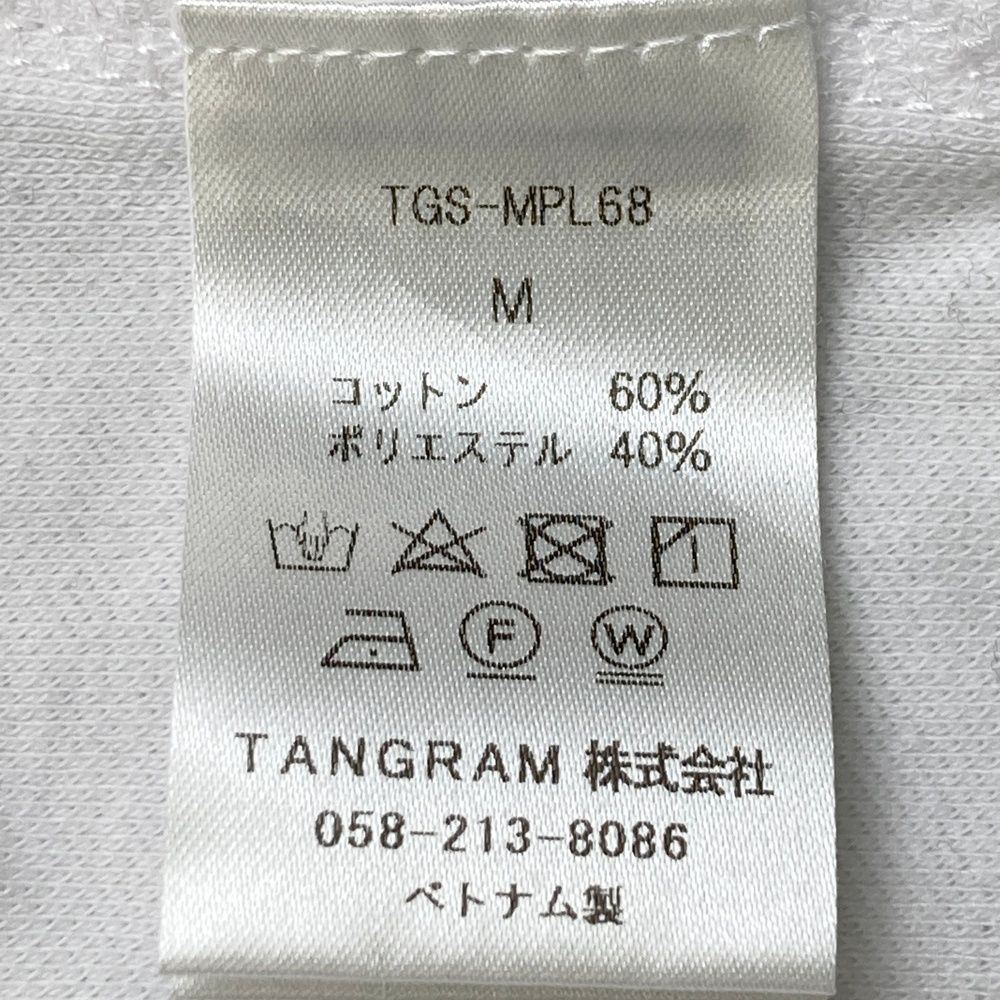 TGS-MPL68
M
コットン 60%
ポリエステル 40%
F W
TANGRAM 株式会社
058-213-8086
ベトナム製